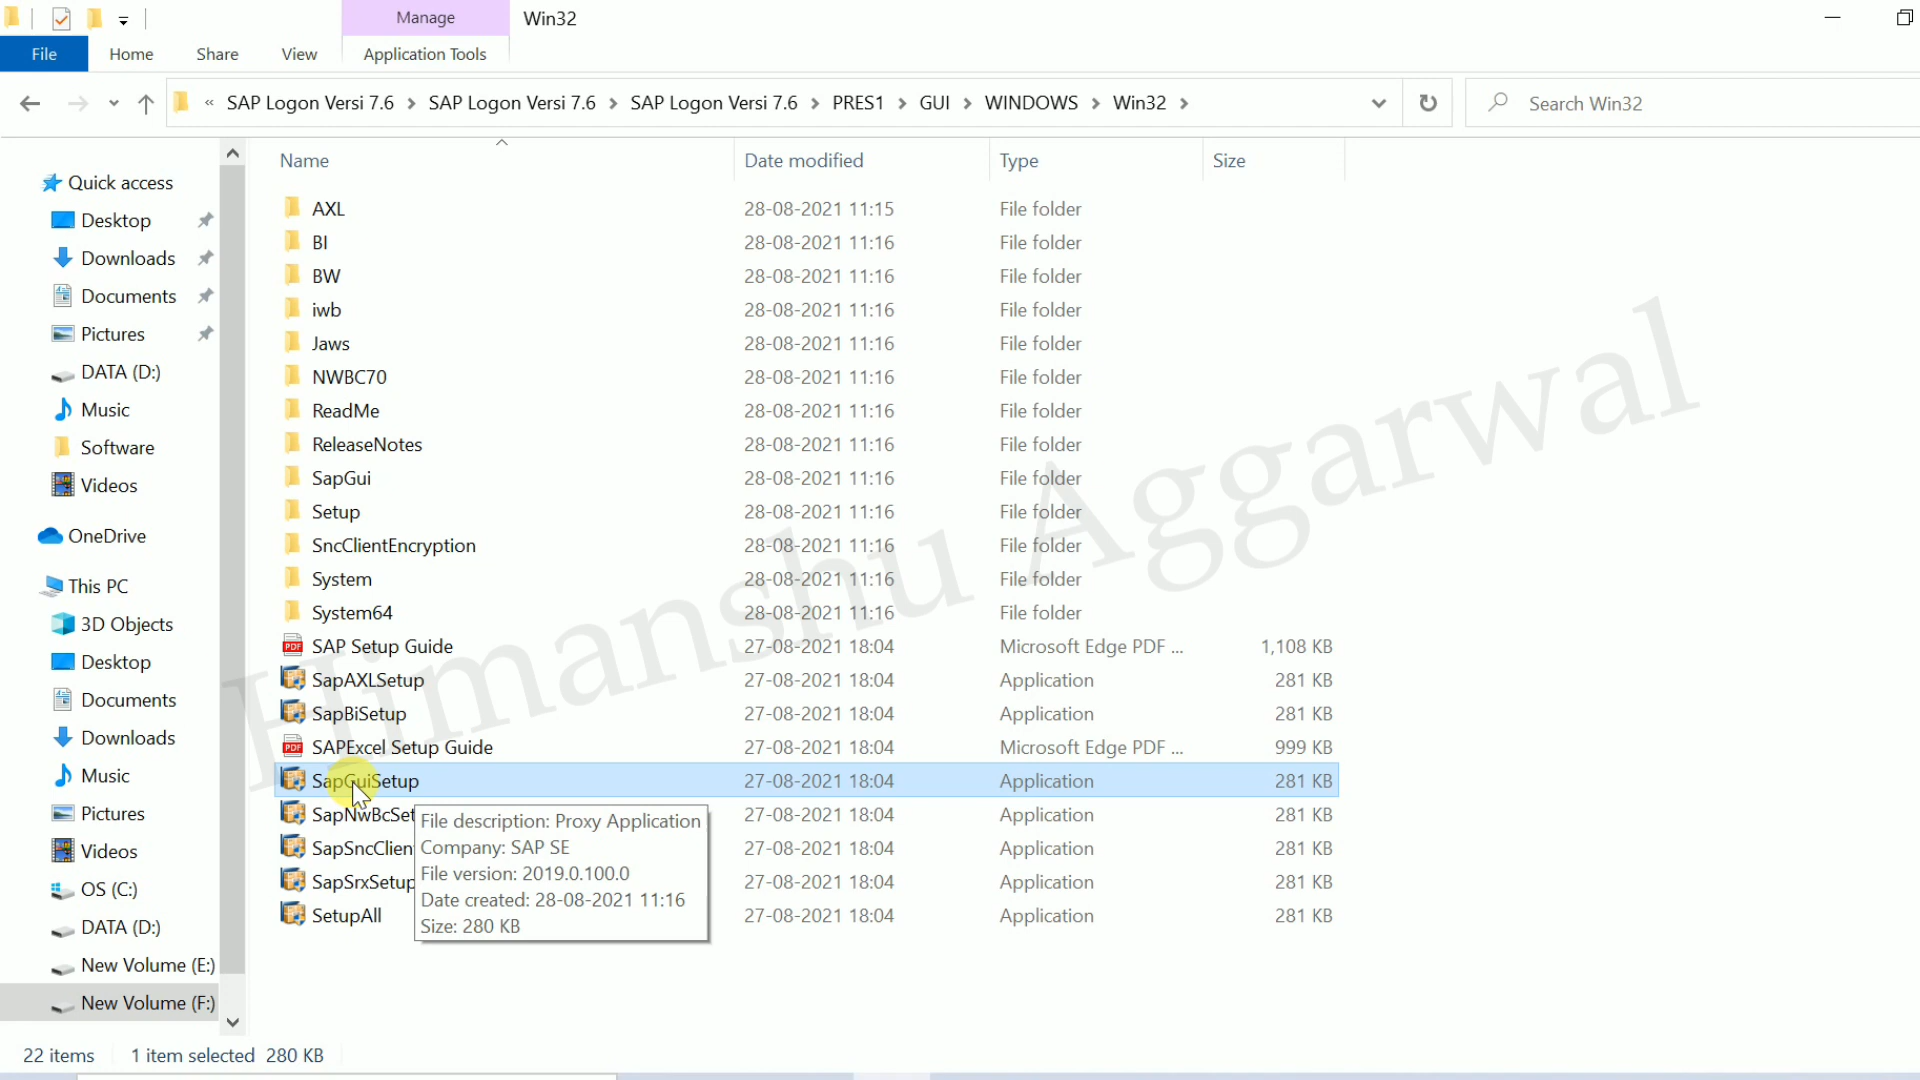 Manage
Win32
File
Home
Share
View
Application Tools
« SAP Logon Versi 7.6 > SAP Logon Versi 7.6 > SAP Logon Versi 7.6 > PRES1 > GUI > WINDOWS > Win32 >
Search Win32
Name Date modified Type Size
Quick access
Desktop
Downloads
Documents
Pictures
DATA (D:)
Music
Software
Videos
OneDrive
This PC
3D Objects
Desktop
Documents
Downloads
Music
Pictures
Videos
OS (C:)
DATA (D:)
New Volume (E:)
New Volume (F:)
AXL 28-08-2021 11:15 File folder
BI 28-08-2021 11:16 File folder
BW 28-08-2021 11:16 File folder
iwb 28-08-2021 11:16 File folder
Jaws 28-08-2021 11:16 File folder
NWBC70 28-08-2021 11:16 File folder
ReadMe 28-08-2021 11:16 File folder
ReleaseNotes 28-08-2021 11:16 File folder
SapGui 28-08-2021 11:16 File folder
Setup 28-08-2021 11:16 File folder
SncClientEncryption 28-08-2021 11:16 File folder
System 28-08-2021 11:16 File folder
System64 28-08-2021 11:16 File folder
PDF SAP Setup Guide 27-08-2021 18:04 Microsoft Edge PDF ... 1,108 KB
SapAXLSetup 27-08-2021 18:04 Application 281 KB
SapBiSetup 27-08-2021 18:04 Application 281 KB
PDF SAPExcel Setup Guide 27-08-2021 18:04 Microsoft Edge PDF ... 999 KB
SapGuiSetup 27-08-2021 18:04 Application 281 KB
SapNwBcSet 27-08-2021 18:04 Application 281 KB
SapSncClien 27-08-2021 18:04 Application 281 KB
SapSrxSetup 27-08-2021 18:04 Application 281 KB
SetupAll 27-08-2021 18:04 Application 281 KB
File description: Proxy Application
Company: SAP SE
File version: 2019.0.100.0
Date created: 28-08-2021 11:16
Size: 280 KB
Himanshu Aggarwal
22 items 1 item selected 280 KB